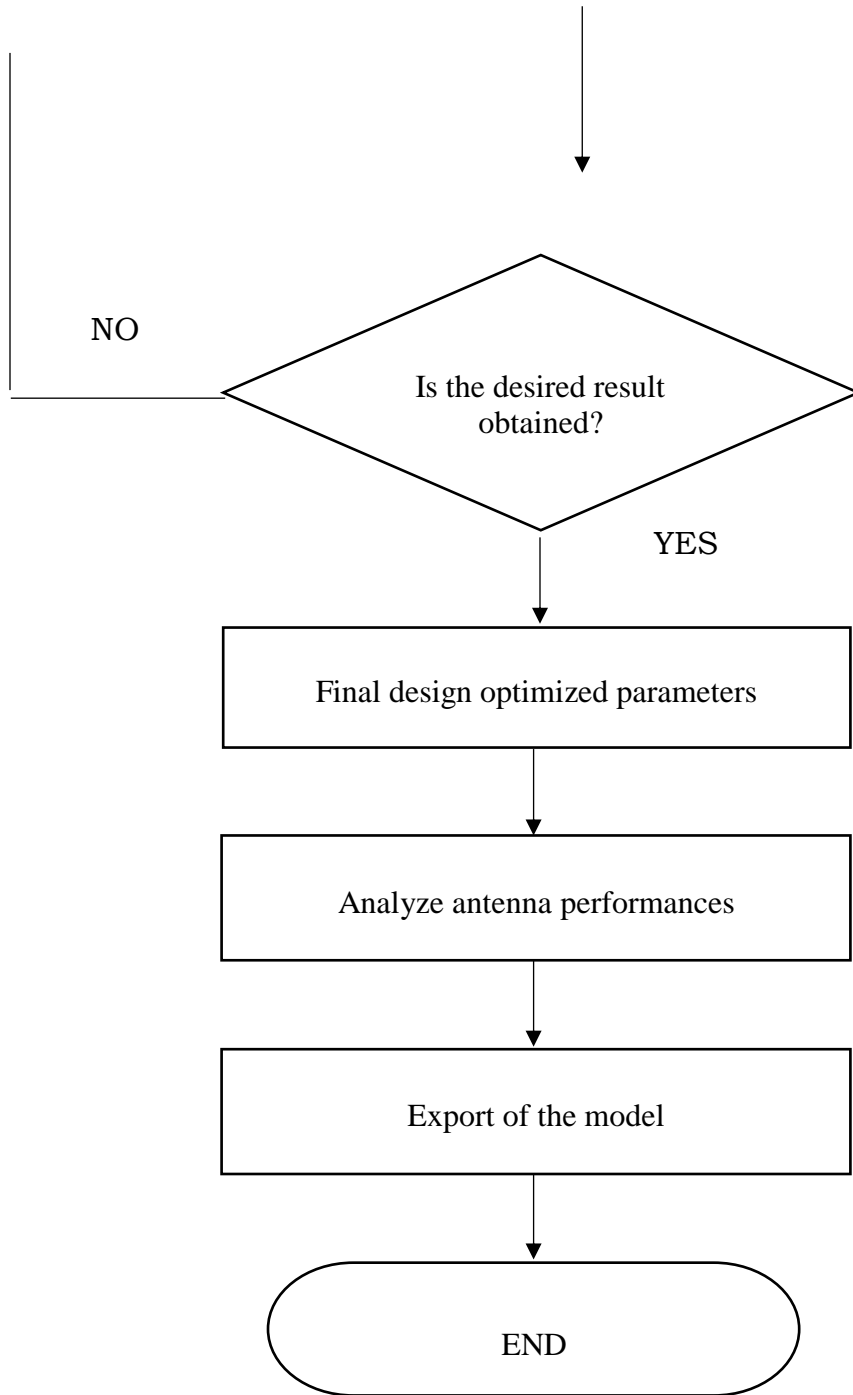 NO
Is the desired result
obtained?
YES
Final design optimized parameters
Analyze antenna performances
Export of the model
END